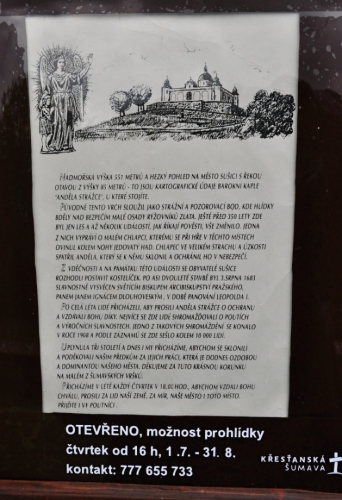 Nadmořská výška 551 metrů a hezký pohled na město Sušici s řekou
Otavou z výšky 85 metrů - to jsou kartografické údaje barokní kaple
"Anděla Strážce", u které stojíte.
Původně tento vrch sloužil jako strážní a pozorovací bod, kde hlídky
bděly nad bezpečím malé osady rýžovníků zlata. Ještě před 350 lety zde
byl jen les a až několik událostí, jak říkají pověsti, vše změnilo. Jedna
z nich vypráví o malém chlapci, kterému se při hře v těchto místech
ovinul kolem nohy jedovatý had. Chlapec ve velkém strachu a úzkosti
spatřil anděla, který se k němu sklonil a ochránil ho v nebezpečí.
Z vděčnosti a na památku této události se obyvatelé Sušice
rozhodli postavit kostelíček. Po asi dvouleté stavbě byl 3.srpna 1683
slavnostně vysvěcen světícím biskupem arcibiskupství pražského,
panem Janem Ignácem Dlouhoveským, v době panování Leopolda I.
Po celá léta lidé přicházeli, aby prosili Anděla Strážce o ochranu
a vzdávali Bohu dík. Nejvíce se zde lidé shromažďovali o poutích
a výročních slavnostech. Jedno z takových shromáždění se konalo
v roce 1908 a podle záznamů se zde sešlo kolem 10 000 lidí.
Uplynula tři století a dnes i my přicházíme, abychom se sklonili
a poděkovali našim předkům za jejich práci, která je dodnes ozdobou
a dominantou našeho města. Děkujeme za tuto krásnou korunku
na malém z šumavských vršků.
Přicházíme v létě každý čtvrtek v 18,00 hod., abychom vzdali Bohu
chválu, prosili za lid naší země, za mír, naše město i toto místo.
Přijďte i vy poutníci.
OTEVŘENO, možnost prohlídky
čtvrtek od 16 h, 1 .7. - 31. 8.
kontakt: 777 655 733
KŘESŤANSKÁ
ŠUMAVA